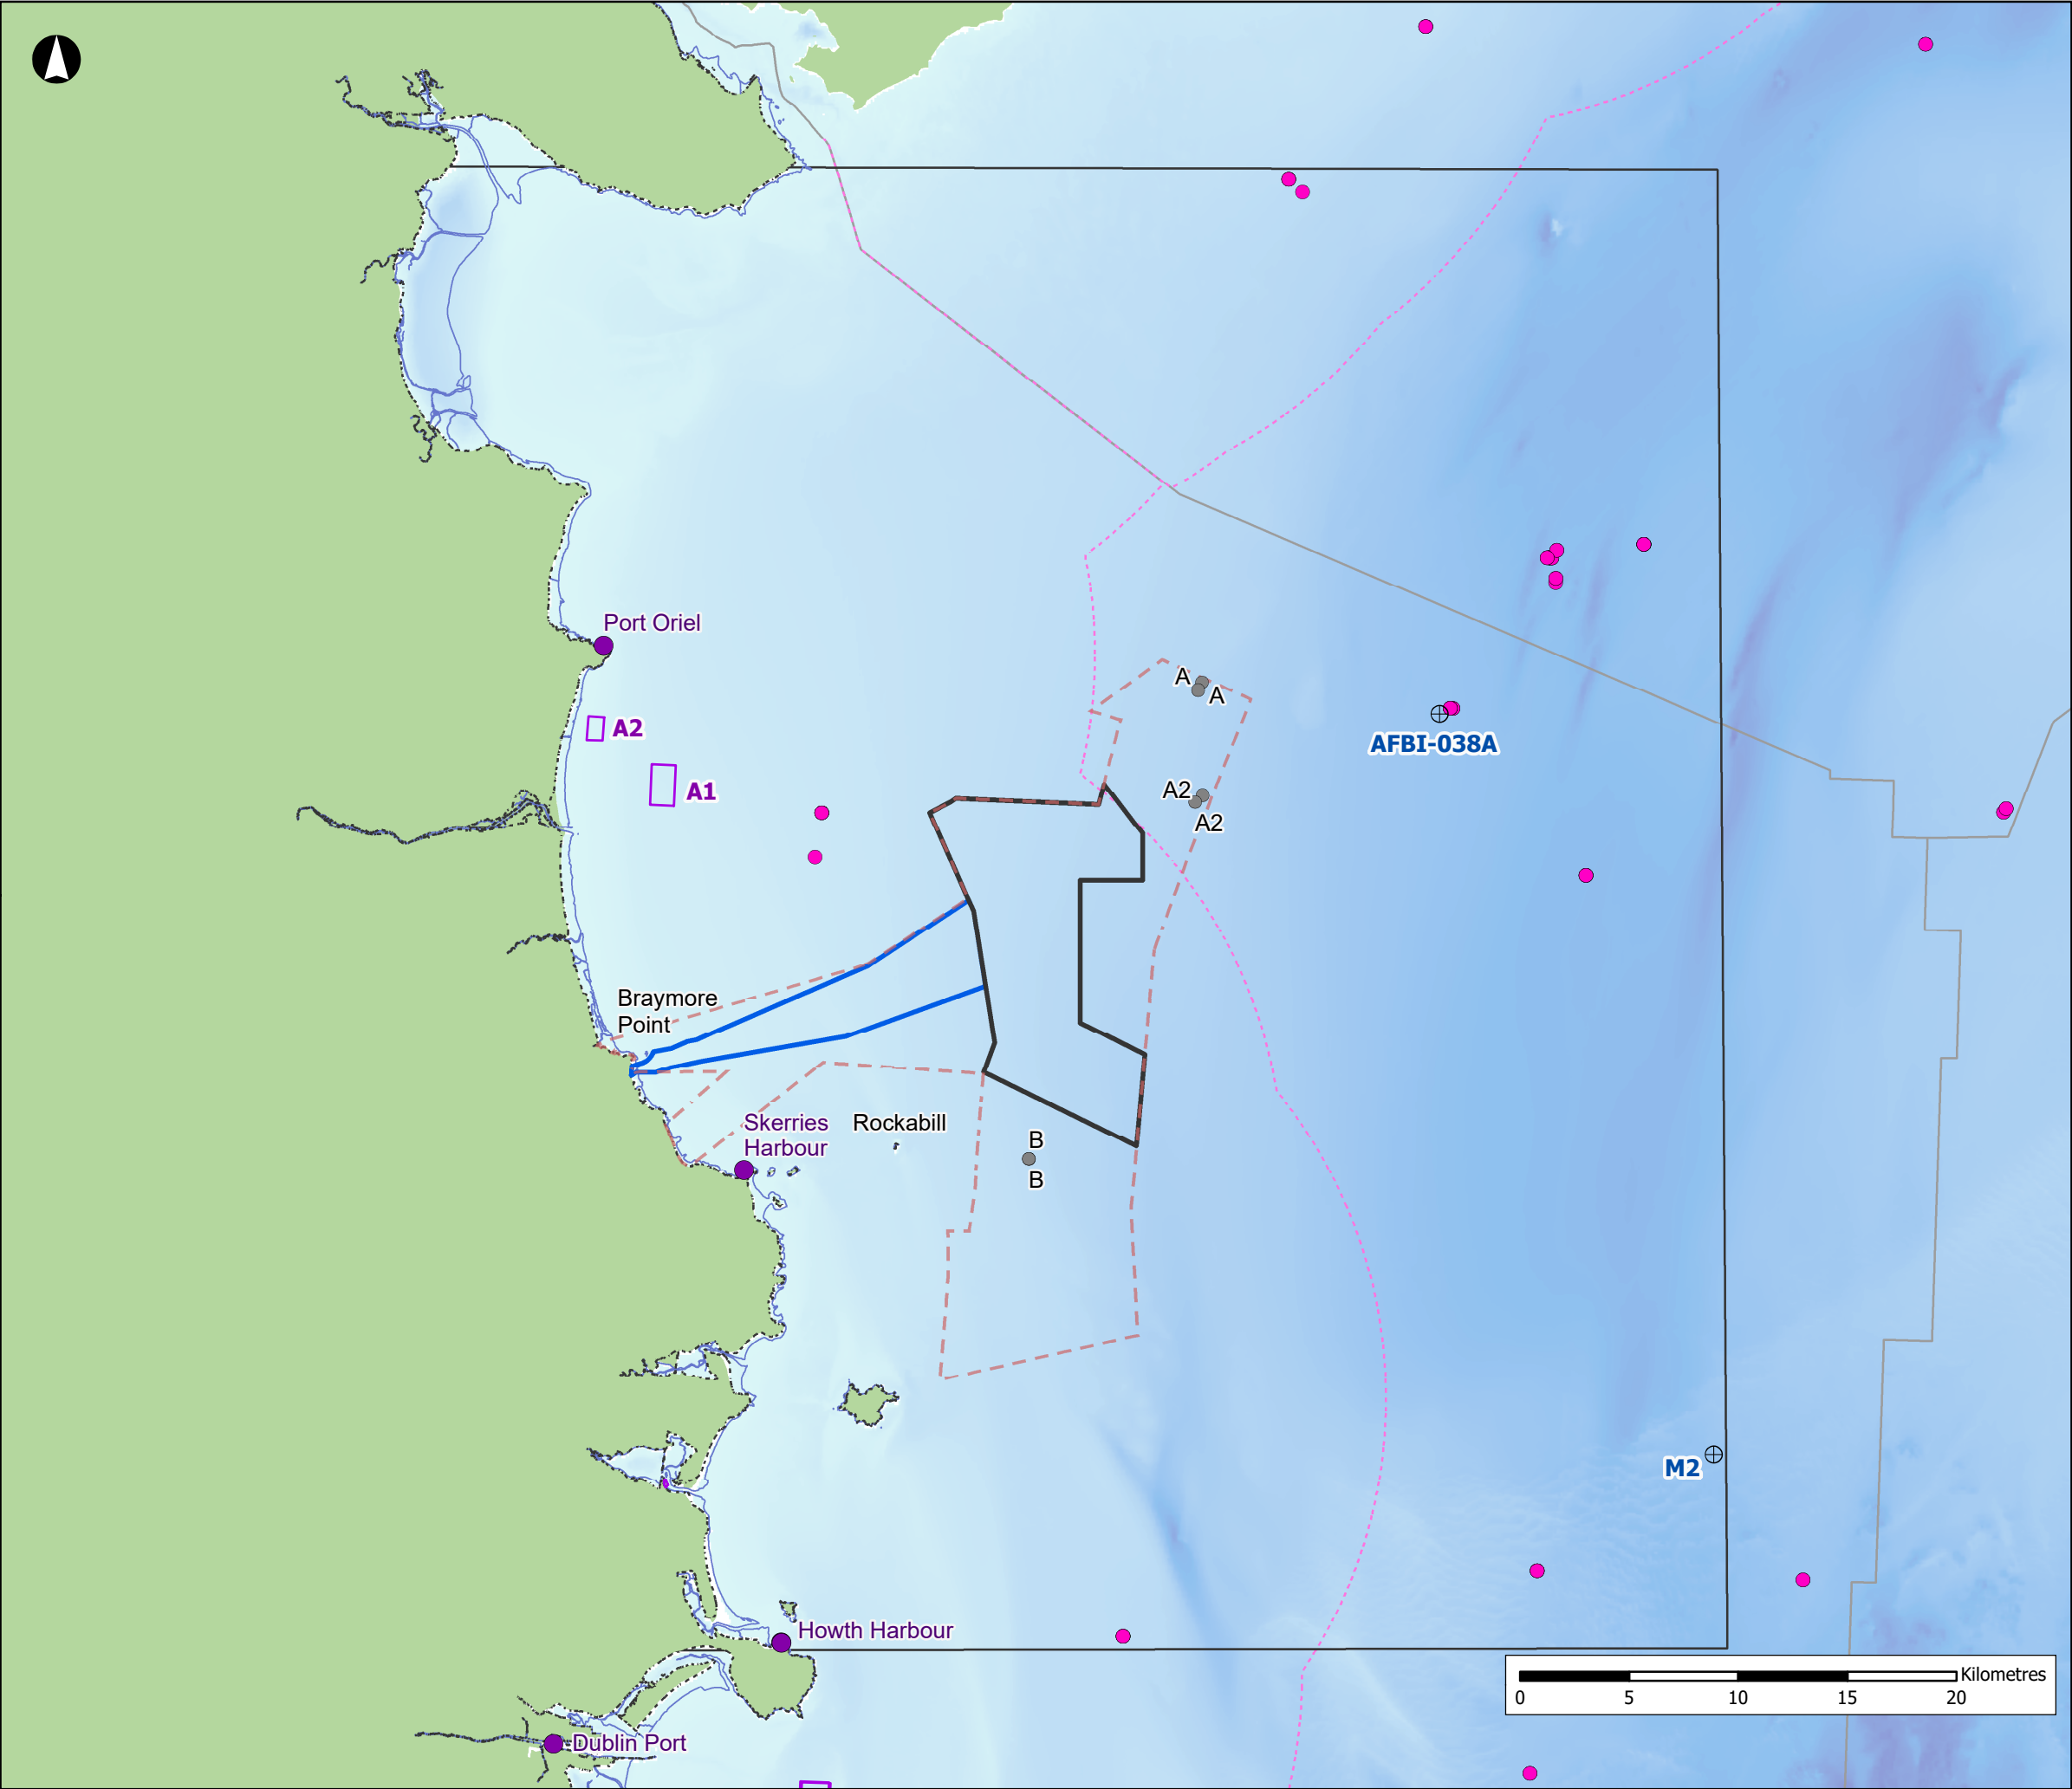 Port Oriel
A
A
A2
AFBI-038A
A1
A2
A2
Braymore
Point
Skerries
Harbour
Rockabill
B
B
M2
Howth Harbour
Kilometres
0 5 10 15 20
Dublin Port